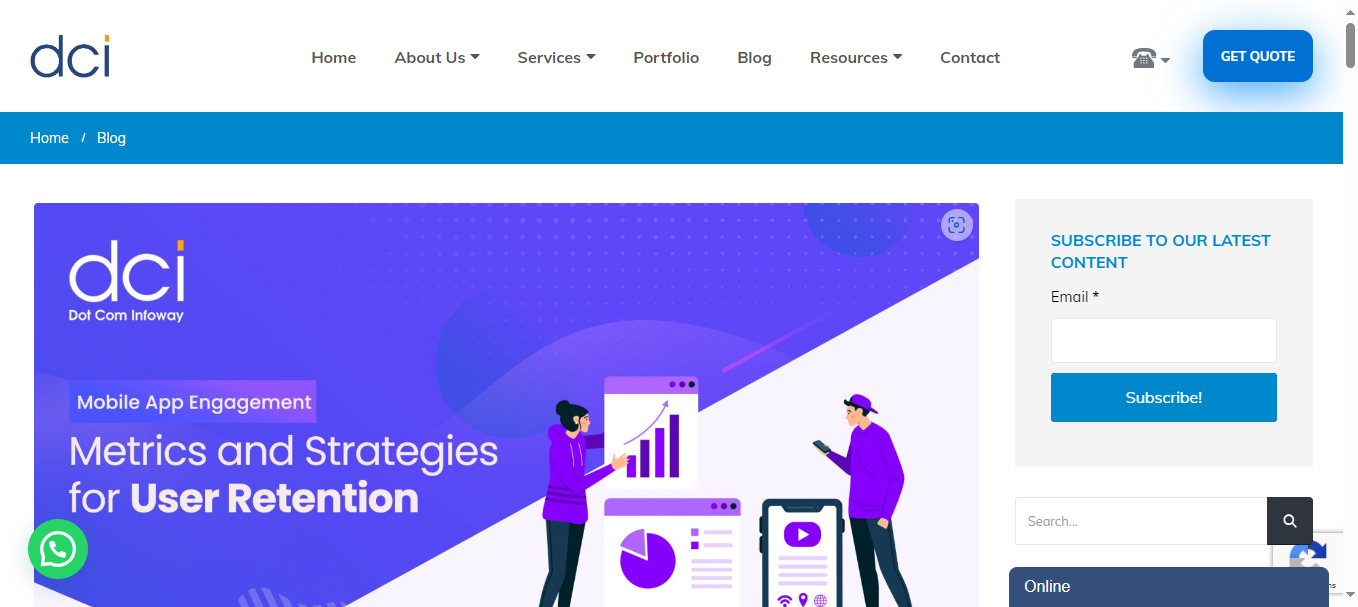 dci
Home
About Us
Services
Portfolio
Blog
Resources
Contact
GET QUOTE
Home / Blog
dci
Dot Com Infoway
Mobile App Engagement
Metrics and Strategies
for User Retention
SUBSCRIBE TO OUR LATEST
CONTENT
Email *
Subscribe!
Search...
Online